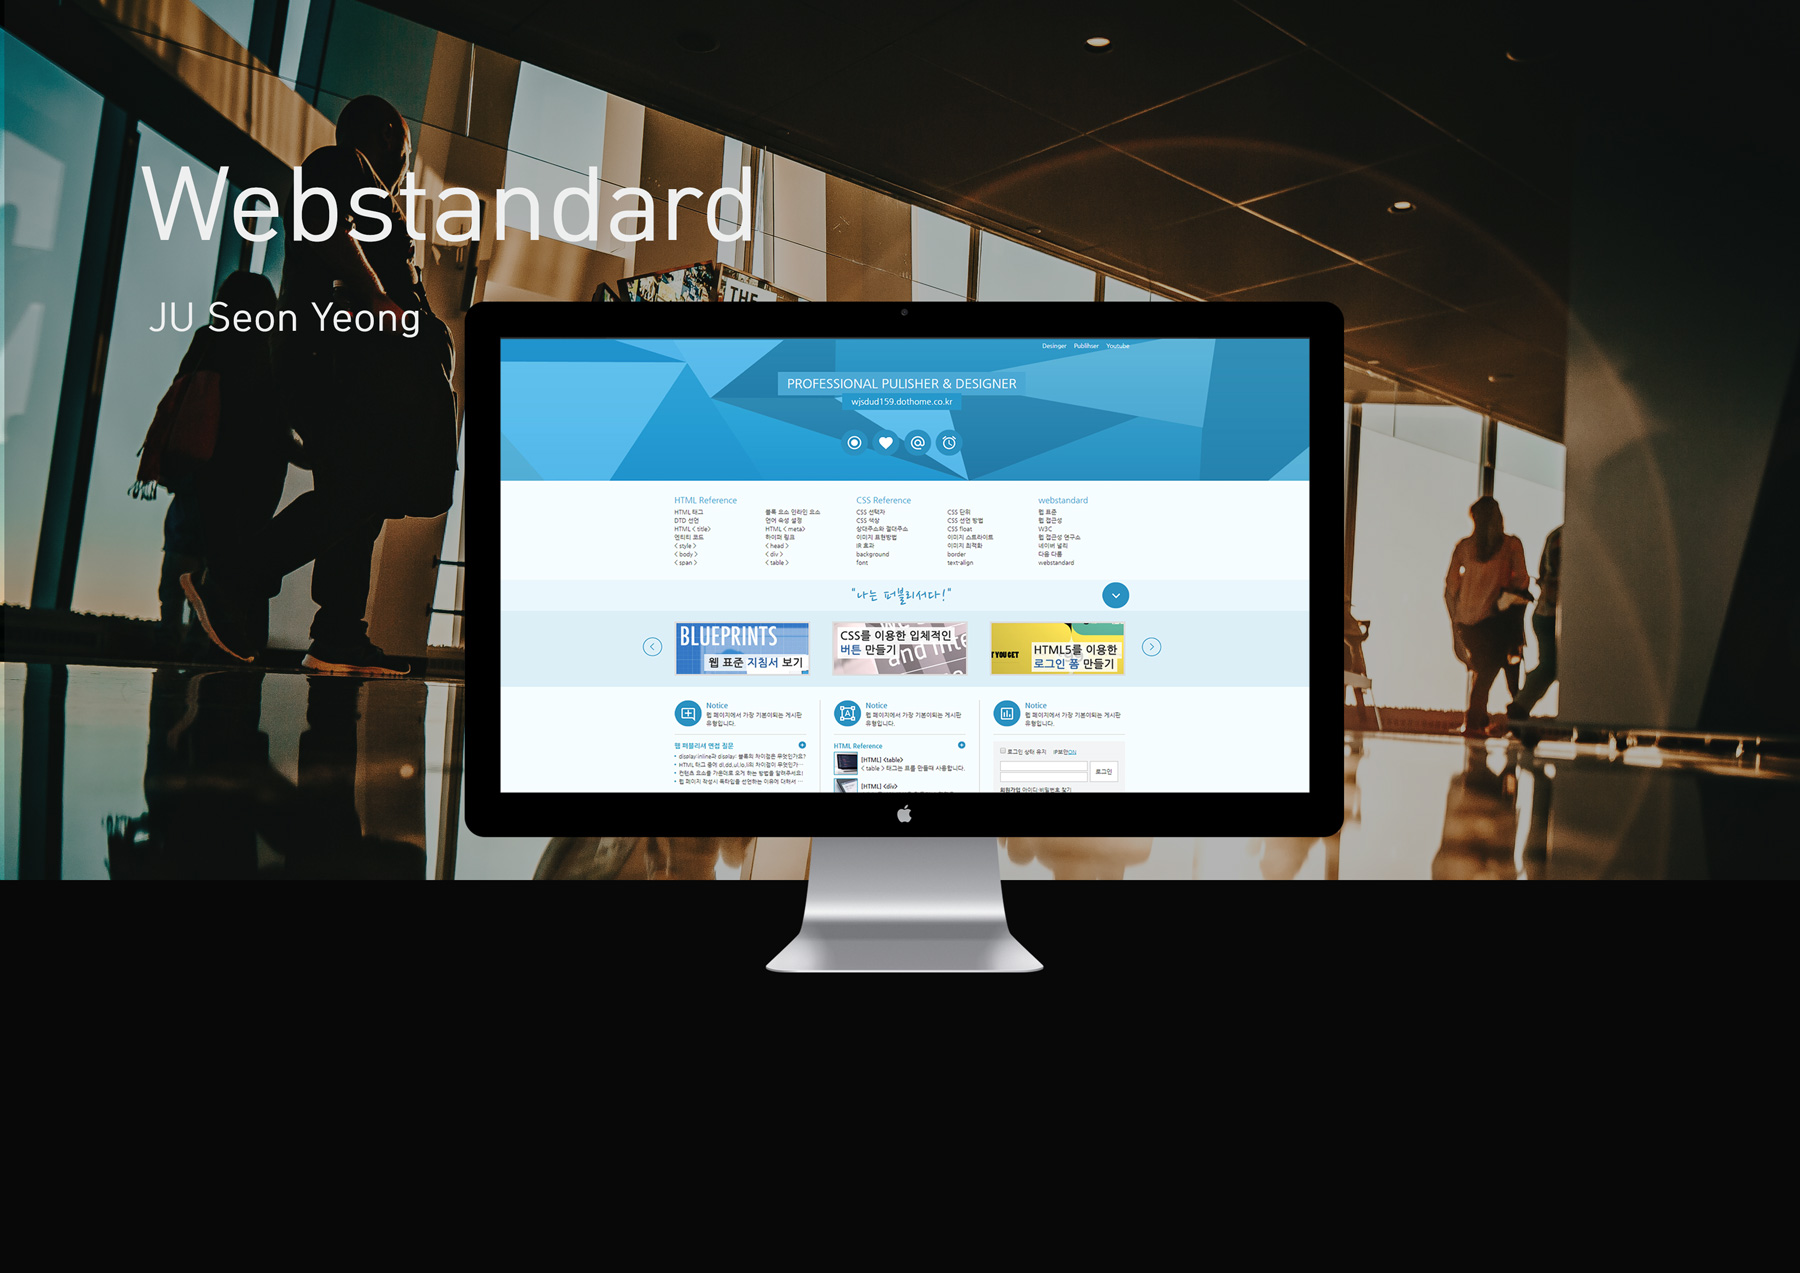 Webstandard
JU Seon Yeong
THE
Desinger Publihser Youtube
PROFESSIONAL PULISHER & DESIGNER
wjsdud159.dothome.co.kr
HTML Reference
HTML 태그
DTD 선언
HTML < title>
엔티티 코드
< style >
< body >
< span >
블록 요소 인라인 요소
언어 속성 설정
HTML < meta>
하이퍼 링크
< head >
< div >
< table >
CSS Reference
CSS 선택자
CSS 색상
상대주소와 절대주소
이미지 표현방법
IR 효과
background
font
CSS 단위
CSS 선언 방법
CSS float
이미지 스프라이트
이미지 최적화
border
text-align
webstandard
웹 표준
웹 접근성
W3C
웹 접근성 연구소
네이버 널리
다음 다룸
webstandard
"나는 퍼블리셔다!"
BLUEPRINTS
웹 표준 지침서 보기
CSS를 이용한 입체적인
버튼 만들기
and inte
T YOU GET
HTML5를 이용한
로그인 폼 만들기
Notice
웹 페이지에서 가장 기본이되는 게시판
유형입니다.
웹 퍼블리셔 면접 질문
• display:inline과 display: 블록의 차이점은 무엇인가요?
• HTML 태그 중에 dl,dd,ul,lo,li의 차이점이 무엇인가…
• 컨텐츠 요소를 가운데로 오게 하는 방법을 말해주세요!
• 웹 페이지 작성시 독타입을 선언하는 이유에 대해서 …
Notice
웹 페이지에서 가장 기본이되는 게시판
유형입니다.
HTML Reference
[HTML] <table>
< table > 태그는 표를 만들때 사용합니다.
[HTML] <div>
Notice
웹 페이지에서 가장 기본이되는 게시판
유형입니다.
로그인 상태 유지 IP보안ON
로그인
회원가입 아이디·비밀번호 찾기